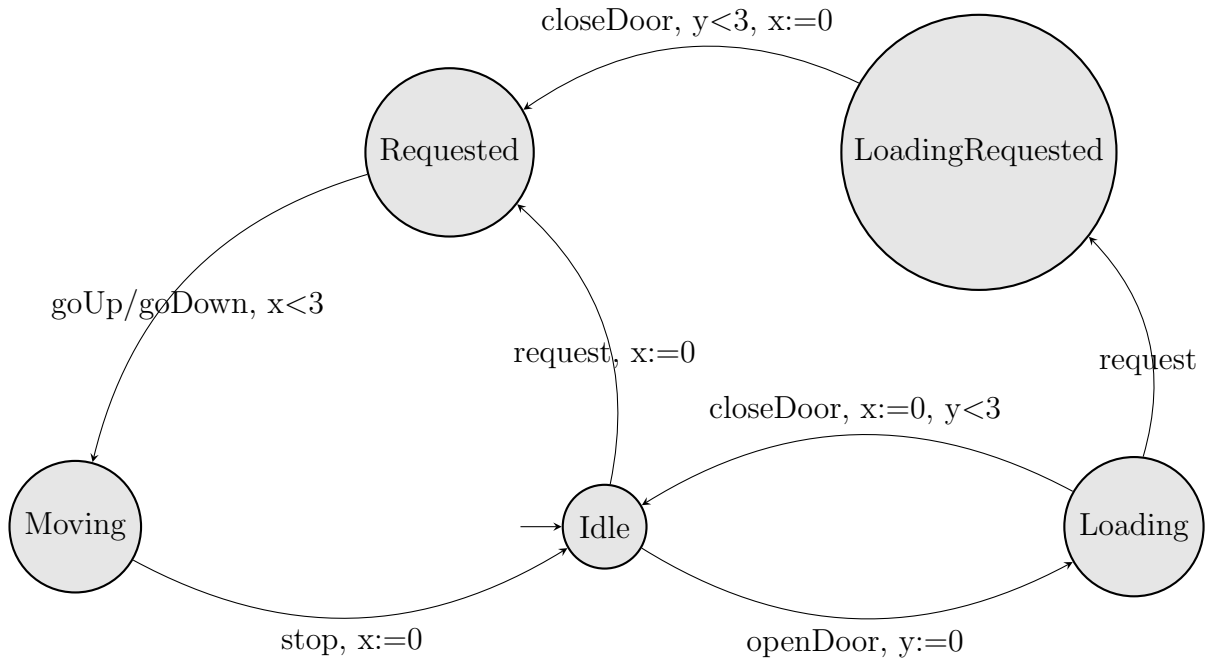 closeDoor, y<3, x:=0
Requested
LoadingRequested
goUp/goDown, x<3
request, x:=0
request
closeDoor, x:=0, y<3
Moving
Idle
Loading
stop, x:=0
openDoor, y:=0